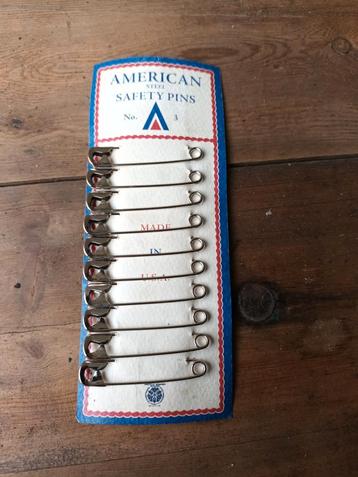 AMERICAN
STEEL
SAFETY PINS
No. 3
MADE
IN
U.S.A.